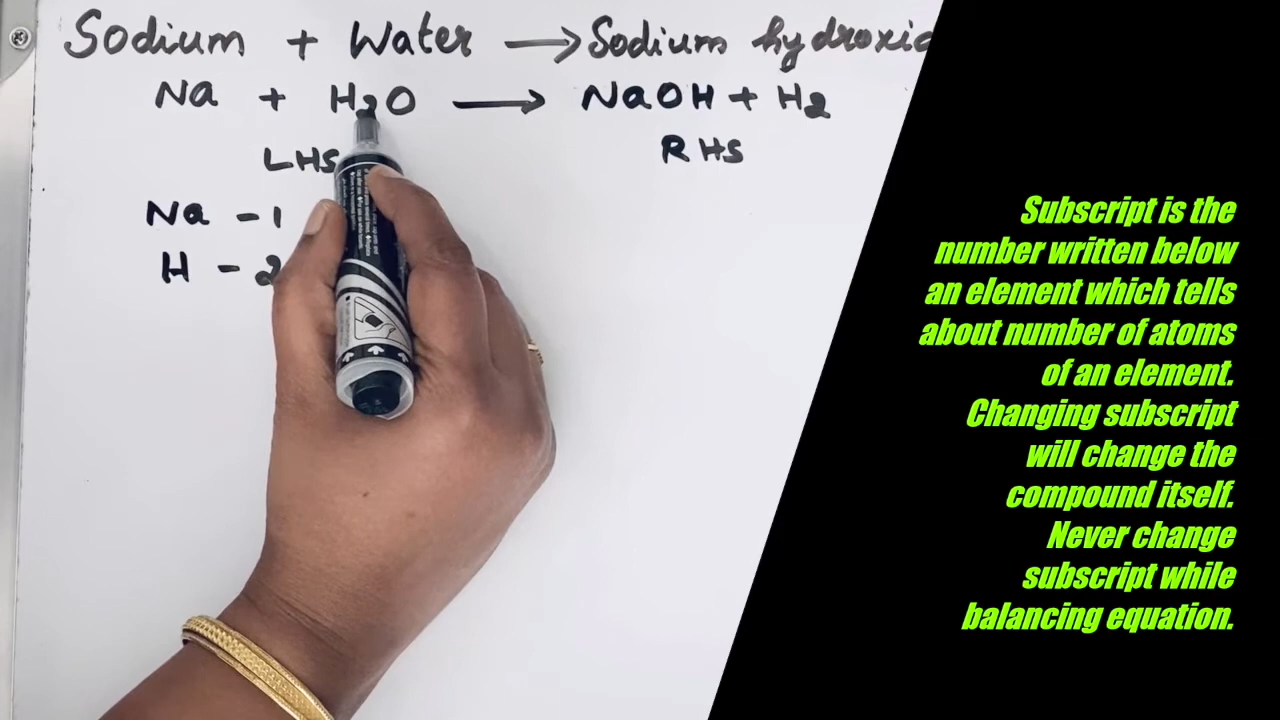 Sodium + Water → Sodium hydroxid
Na + H₂O → NaOH + H₂
LHS RHS
Na - 1
H - 2
Subscript is the
number written below
an element which tells
about number of atoms
of an element.
Changing subscript
will change the
compound itself.
Never change
subscript while
balancing equation.